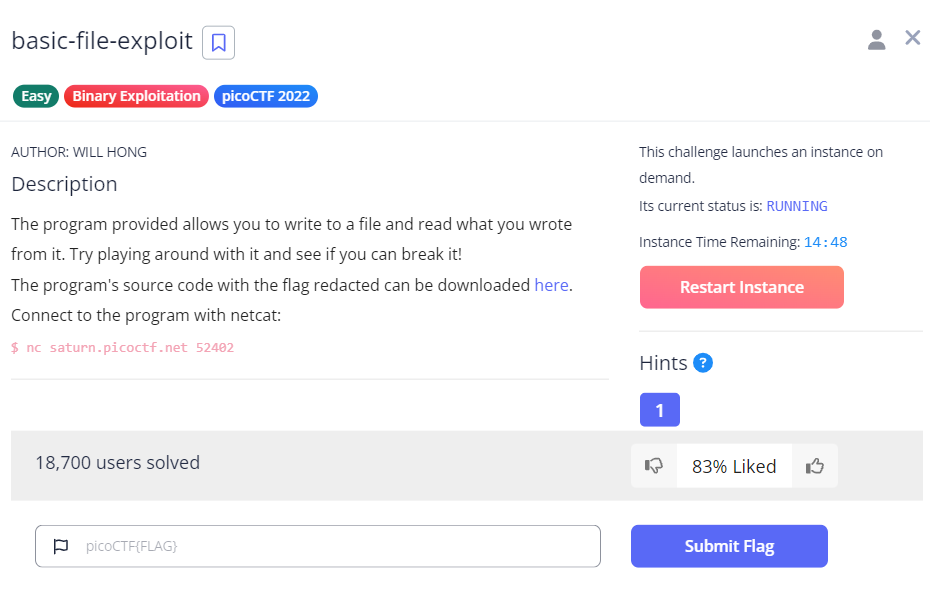 basic-file-exploit
Easy Binary Exploitation picoCTF 2022
AUTHOR: WILL HONG
Description
The program provided allows you to write to a file and read what you wrote
from it. Try playing around with it and see if you can break it!
The program's source code with the flag redacted can be downloaded here.
Connect to the program with netcat:
$ nc saturn.picoctf.net 52402
This challenge launches an instance on
demand.
Its current status is: RUNNING
Instance Time Remaining: 14:48
Restart Instance
Hints ?
1
18,700 users solved
83% Liked
picoCTF{FLAG}
Submit Flag